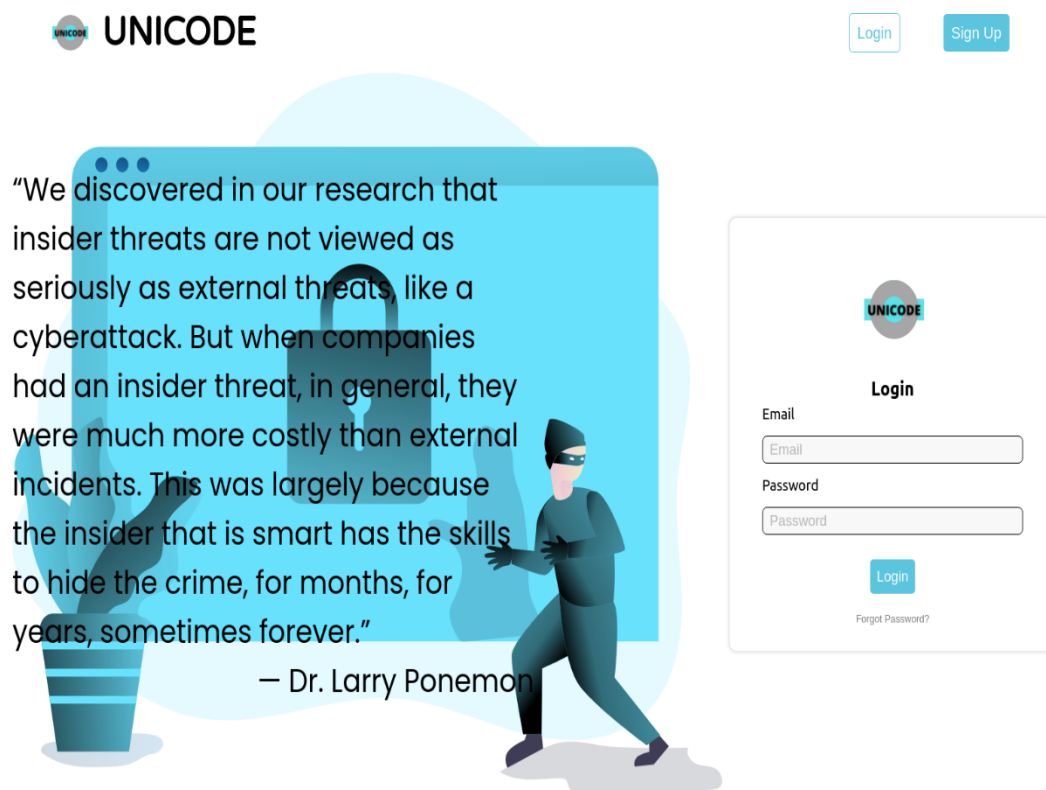 UNICODE
UNICODE
Login
Sign Up
“We discovered in our research that
insider threats are not viewed as
seriously as external threats, like a
cyberattack. But when companies
had an insider threat, in general, they
were much more costly than external
incidents. This was largely because
the insider that is smart has the skills
to hide the crime, for months, for
years, sometimes forever.”
— Dr. Larry Ponemon
UNICODE
Login
Email
Email
Password
Password
Login
Forgot Password?